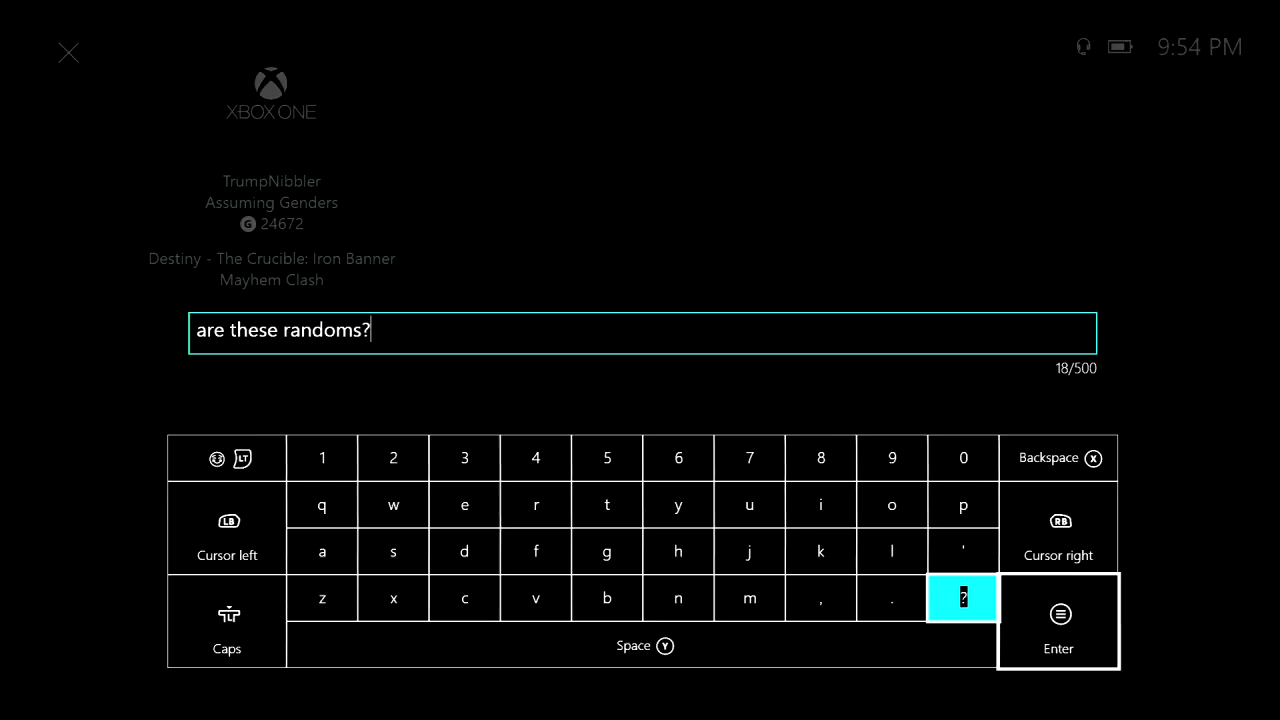 9:54 PM
XBOX ONE
TrumpNibbler
Assuming Genders
G 24672
Destiny - The Crucible: Iron Banner
Mayhem Clash
are these randoms?
18/500
LT 1 2 3 4 5 6 7 8 9 0 Backspace X
LB q w e r t y u i o p RB
Cursor left a s d f g h j k l ' Cursor right
z x c v b n m , . ?
Caps Space Y Enter